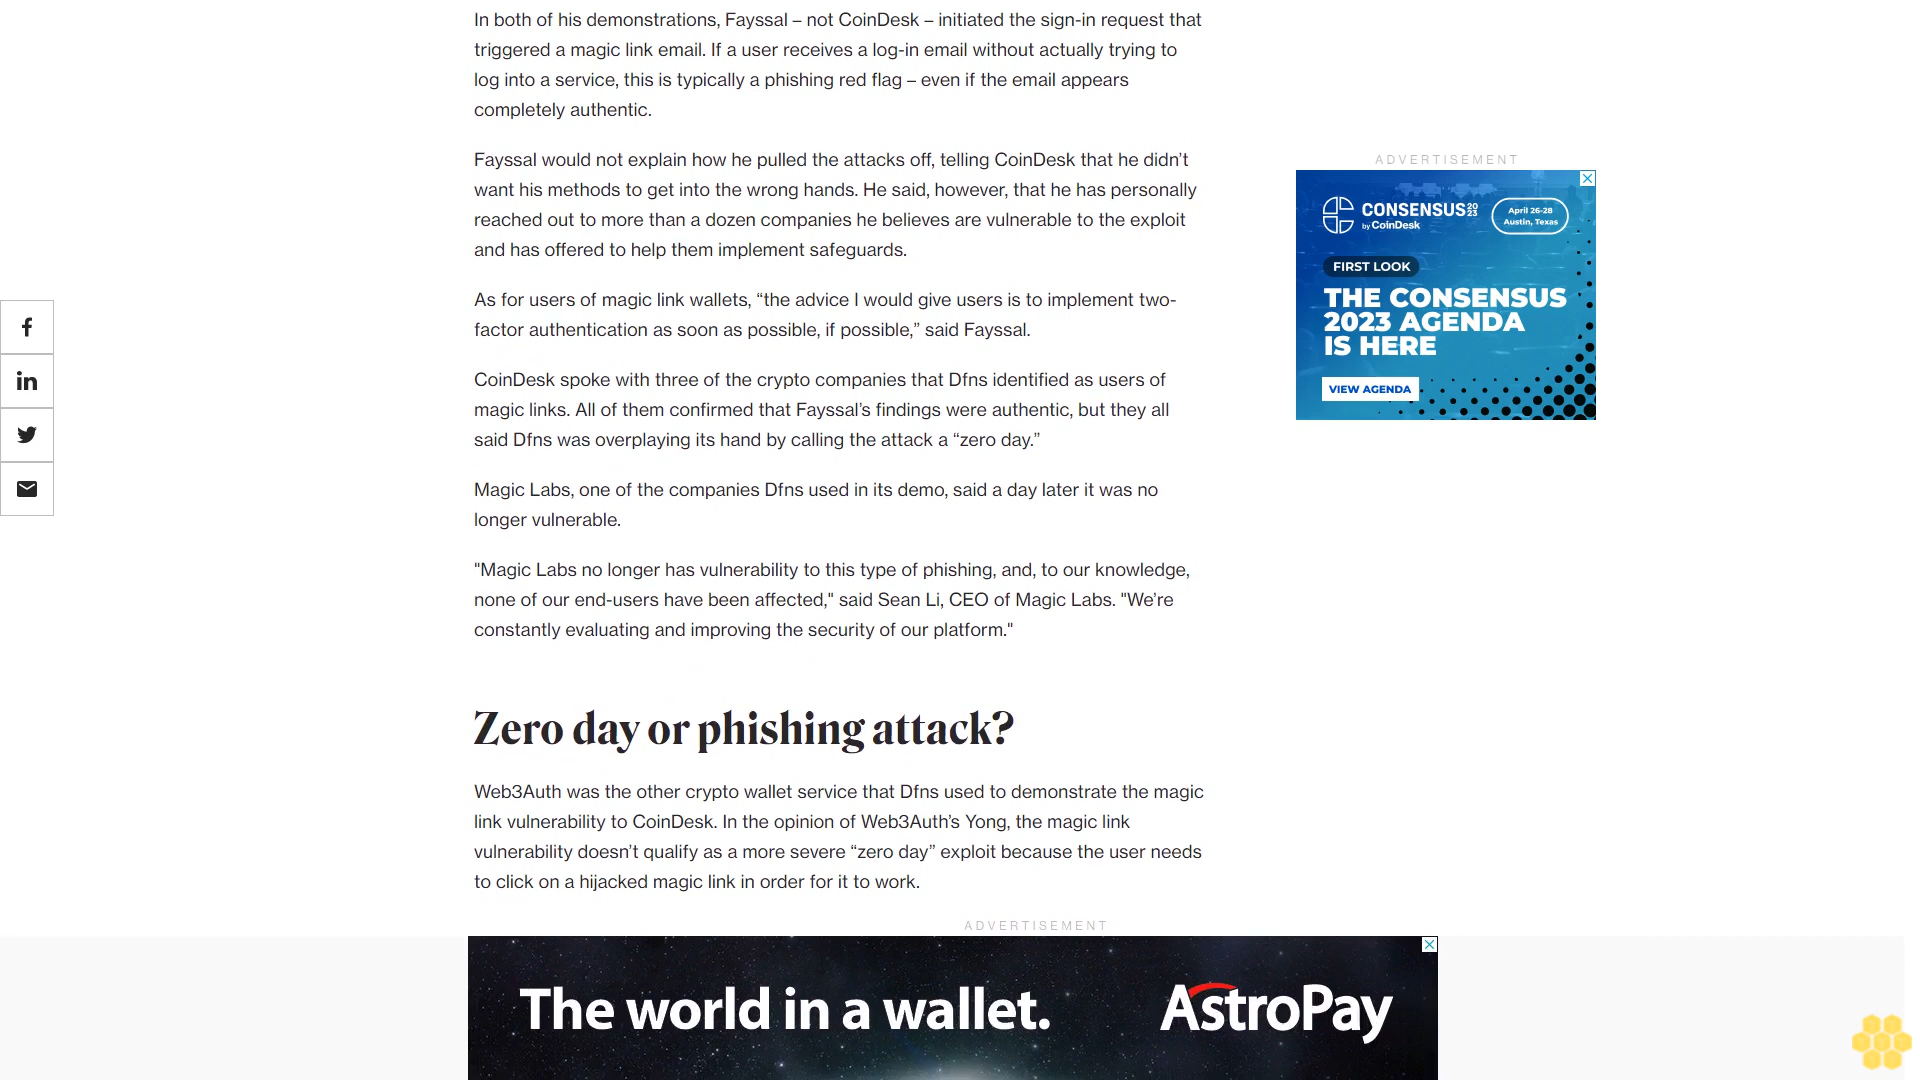 In both of his demonstrations, Fayssal – not CoinDesk – initiated the sign-in request that
triggered a magic link email. If a user receives a log-in email without actually trying to
log into a service, this is typically a phishing red flag – even if the email appears
completely authentic.
Fayssal would not explain how he pulled the attacks off, telling CoinDesk that he didn’t
want his methods to get into the wrong hands. He said, however, that he has personally
reached out to more than a dozen companies he believes are vulnerable to the exploit
and has offered to help them implement safeguards.
As for users of magic link wallets, “the advice I would give users is to implement two-
factor authentication as soon as possible, if possible,” said Fayssal.
CoinDesk spoke with three of the crypto companies that Dfns identified as users of
magic links. All of them confirmed that Fayssal’s findings were authentic, but they all
said Dfns was overplaying its hand by calling the attack a “zero day.”
Magic Labs, one of the companies Dfns used in its demo, said a day later it was no
longer vulnerable.
"Magic Labs no longer has vulnerability to this type of phishing, and, to our knowledge,
none of our end-users have been affected," said Sean Li, CEO of Magic Labs. "We’re
constantly evaluating and improving the security of our platform."
Zero day or phishing attack?
Web3Auth was the other crypto wallet service that Dfns used to demonstrate the magic
link vulnerability to CoinDesk. In the opinion of Web3Auth’s Yong, the magic link
vulnerability doesn’t qualify as a more severe “zero day” exploit because the user needs
to click on a hijacked magic link in order for it to work.
ADVERTISEMENT
CONSENSUS 2023
by CoinDesk
April 26-28
Austin, Texas
FIRST LOOK
THE CONSENSUS
2023 AGENDA
IS HERE
VIEW AGENDA
ADVERTISEMENT
The world in a wallet.
AstroPay